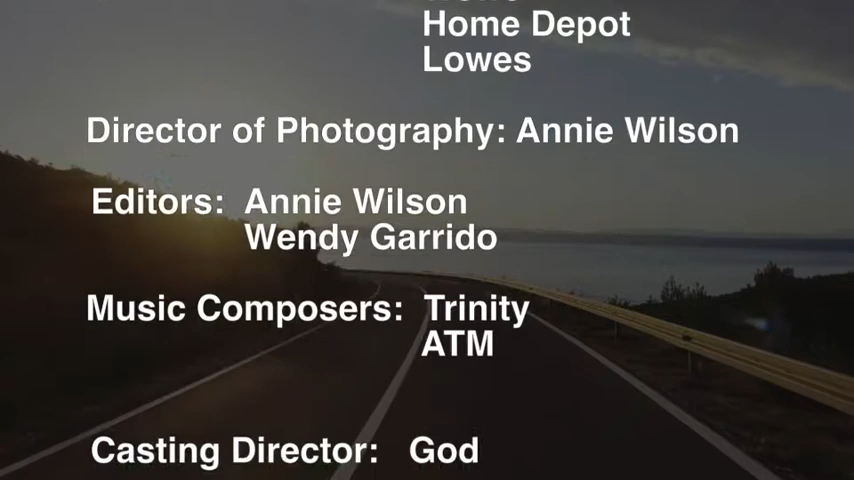 Home Depot
Lowes
Director of Photography: Annie Wilson
Editors: Annie Wilson
Wendy Garrido
Music Composers: Trinity
ATM
Casting Director: God